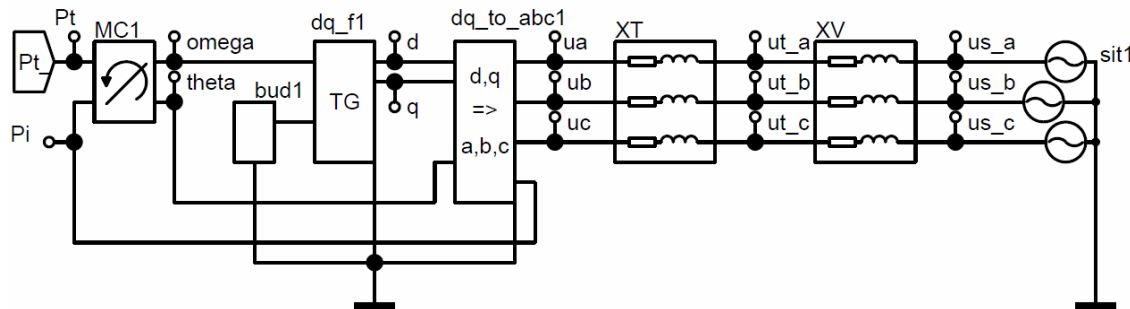 Pt
MC1
dq_f1
dq_to_abc1
XT
XV
omega
d
ua
ut_a
us_a
sit1
Pt_
theta
bud1
TG
q
d,q
=>
a,b,c
ub
ut_b
us_b
Pi
uc
ut_c
us_c